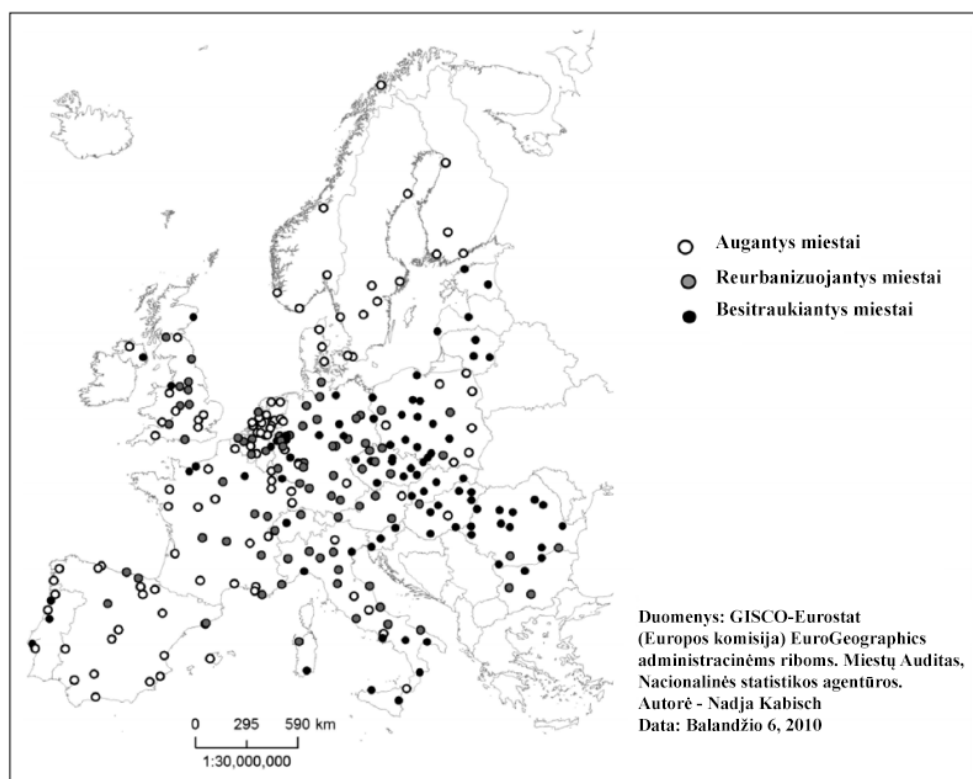 Augantys miestai
Reurbanizuojantys miestai
Besitraukiantys miestai
Duomenys: GISCO-Eurostat
(Europos komisija) EuroGeographics
administracinėms riboms. Miestų Auditas,
Nacionalinės statistikos agentūros.
Autorė - Nadja Kabisch
Data: Balandžio 6, 2010
0 295 590 km
1:30,000,000